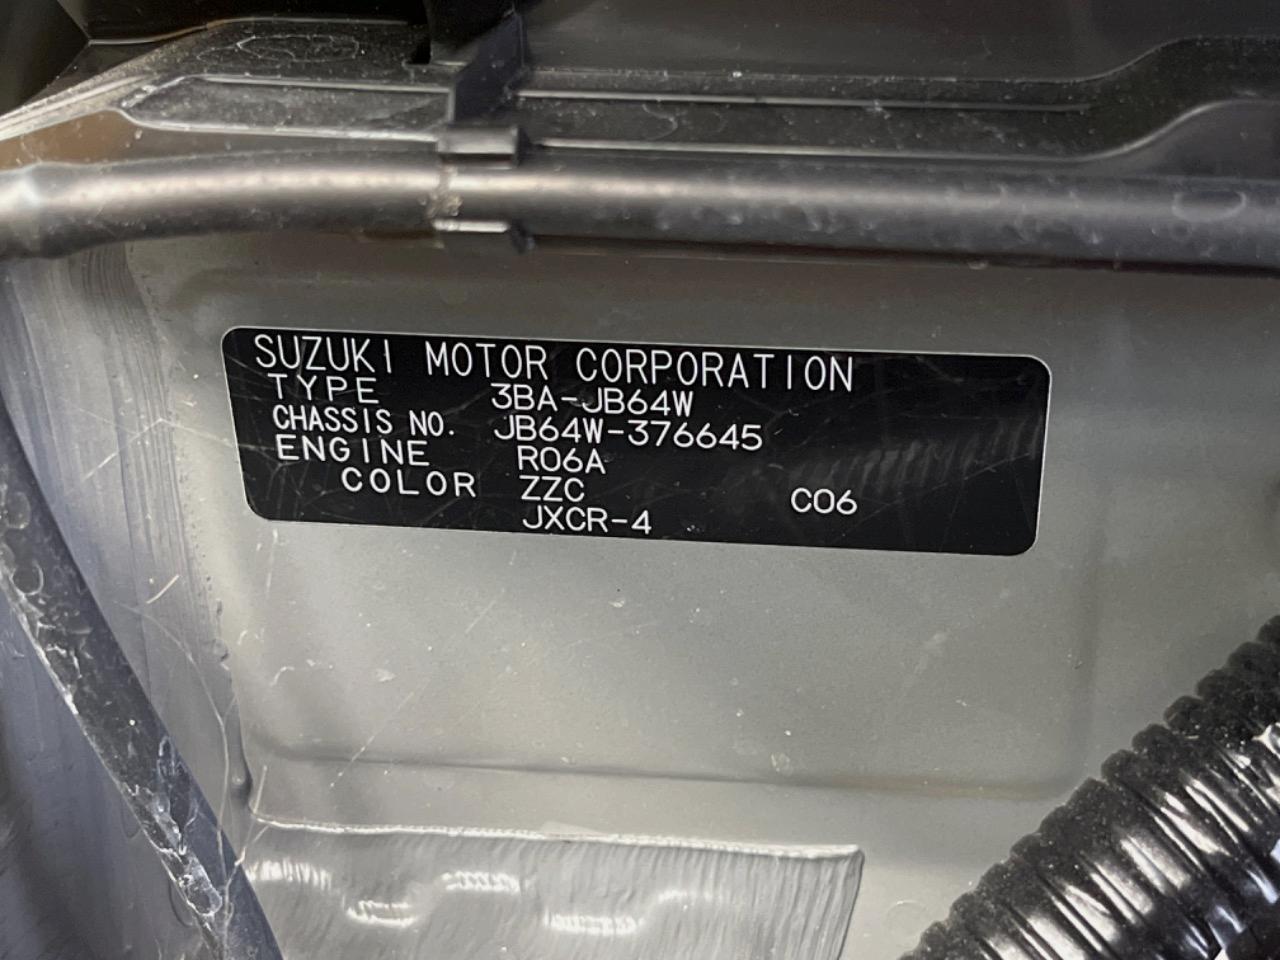 SUZUKI MOTOR CORPORATION
TYPE 3BA-JB64W
CHASSIS NO. JB64W-376645
ENGINE R06A
COLOR ZZC C06
JXCR-4